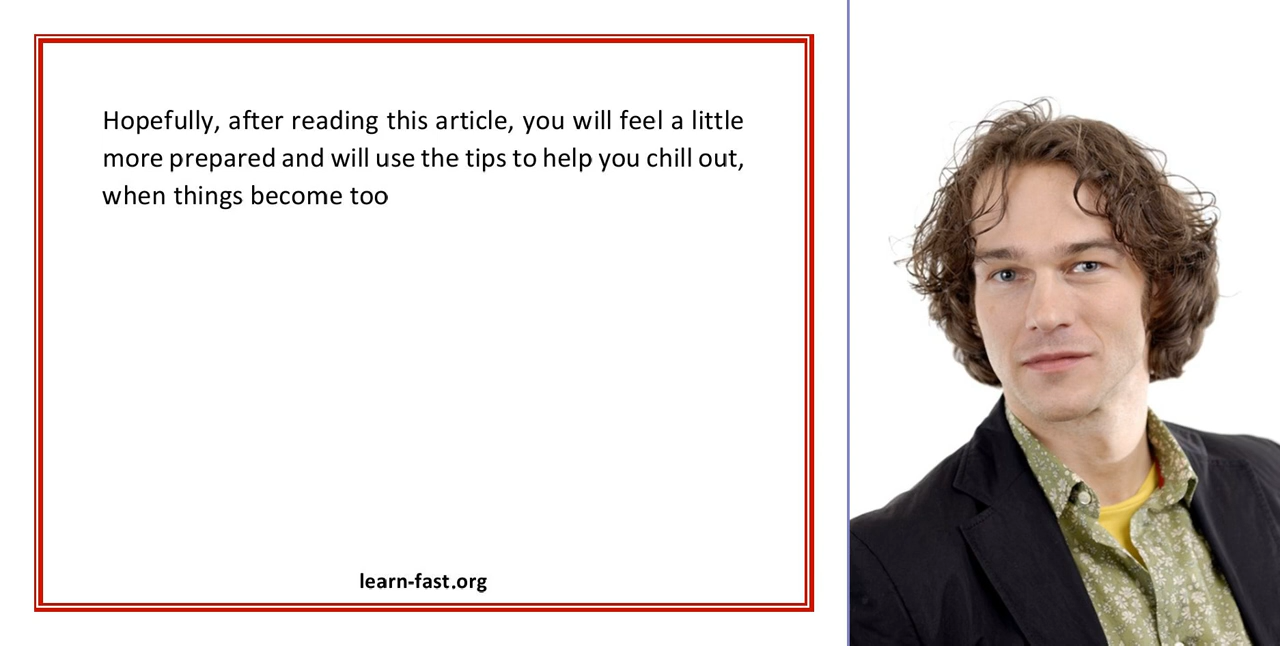 Hopefully, after reading this article, you will feel a little
more prepared and will use the tips to help you chill out,
when things become too
learn-fast.org